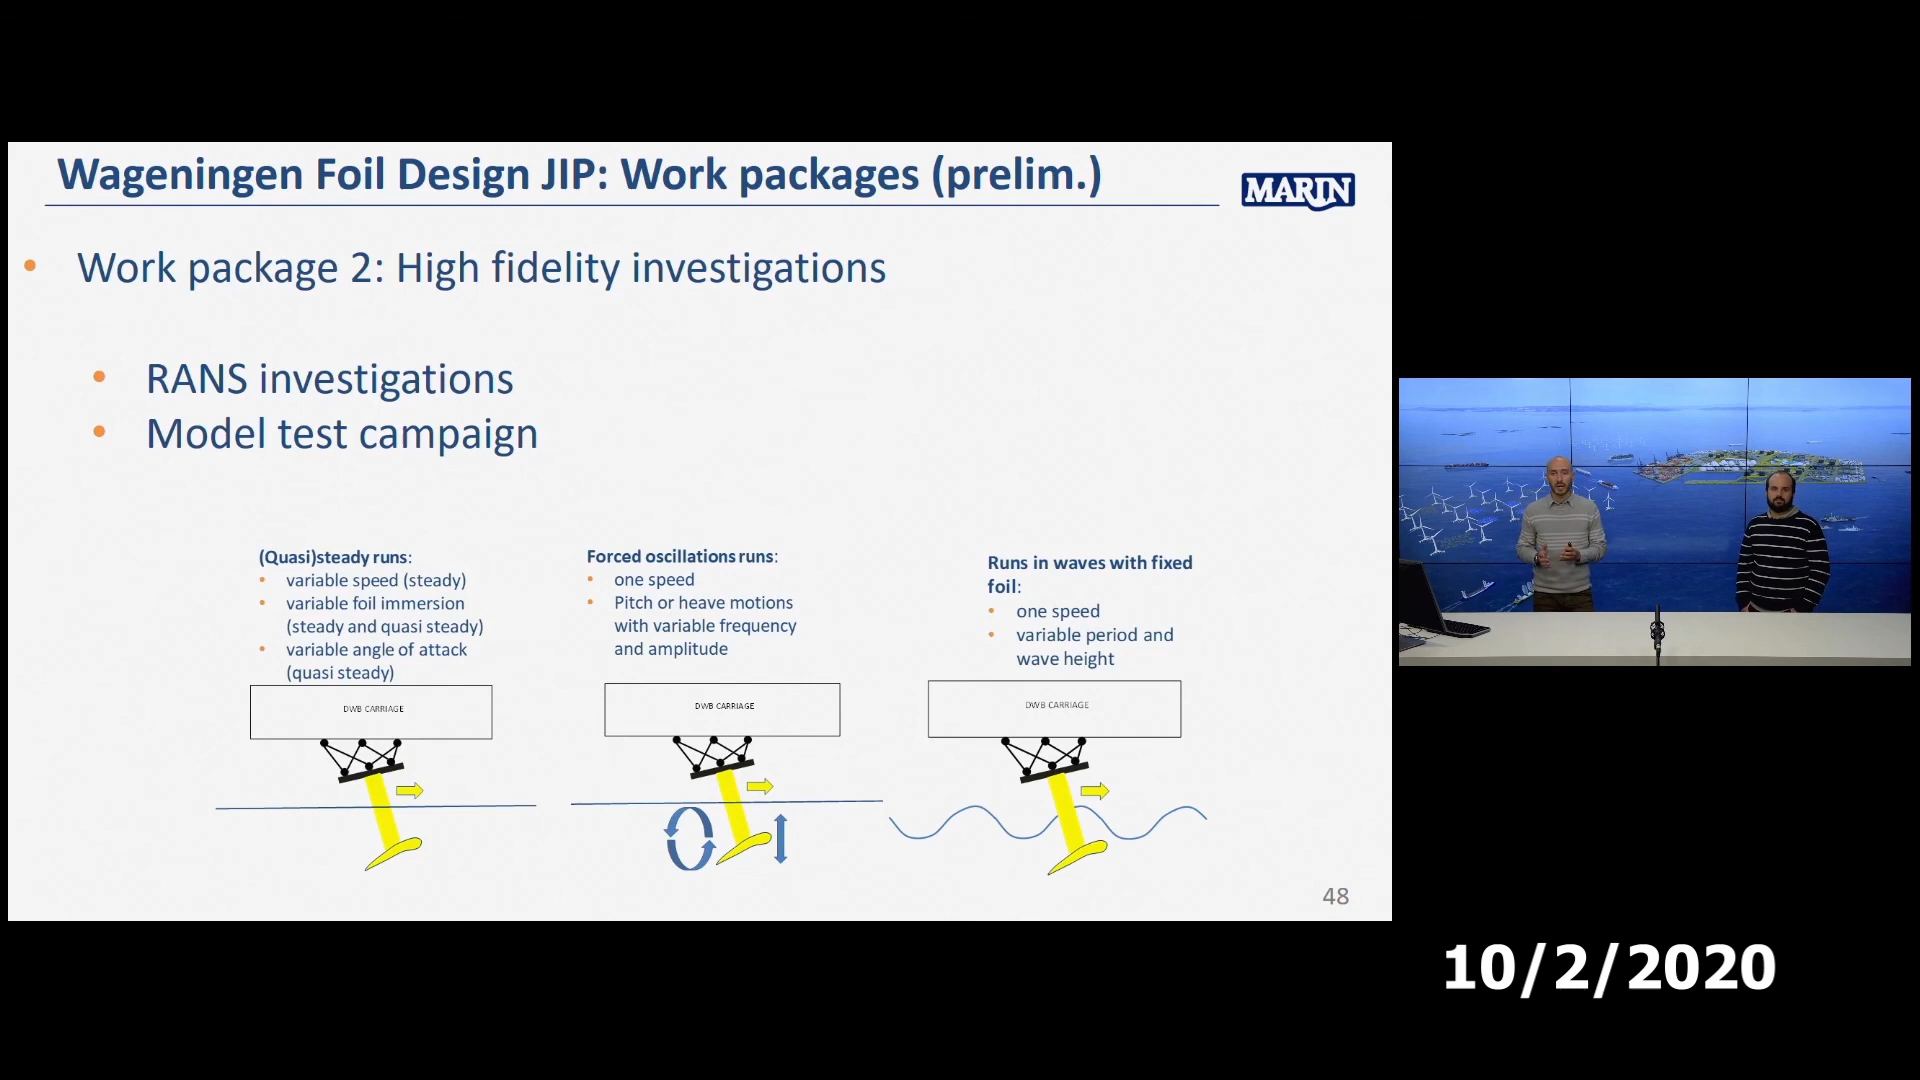 Wageningen Foil Design JIP: Work packages (prelim.)
MARIN
• Work package 2: High fidelity investigations
• RANS investigations
• Model test campaign
(Quasi)steady runs:
• variable speed (steady)
• variable foil immersion
(steady and quasi steady)
• variable angle of attack
(quasi steady)
DWB CARRIAGE
Forced oscillations runs:
• one speed
• Pitch or heave motions
with variable frequency
and amplitude
DWB CARRIAGE
Runs in waves with fixed
foil:
• one speed
• variable period and
wave height
DWB CARRIAGE
48
10/2/2020